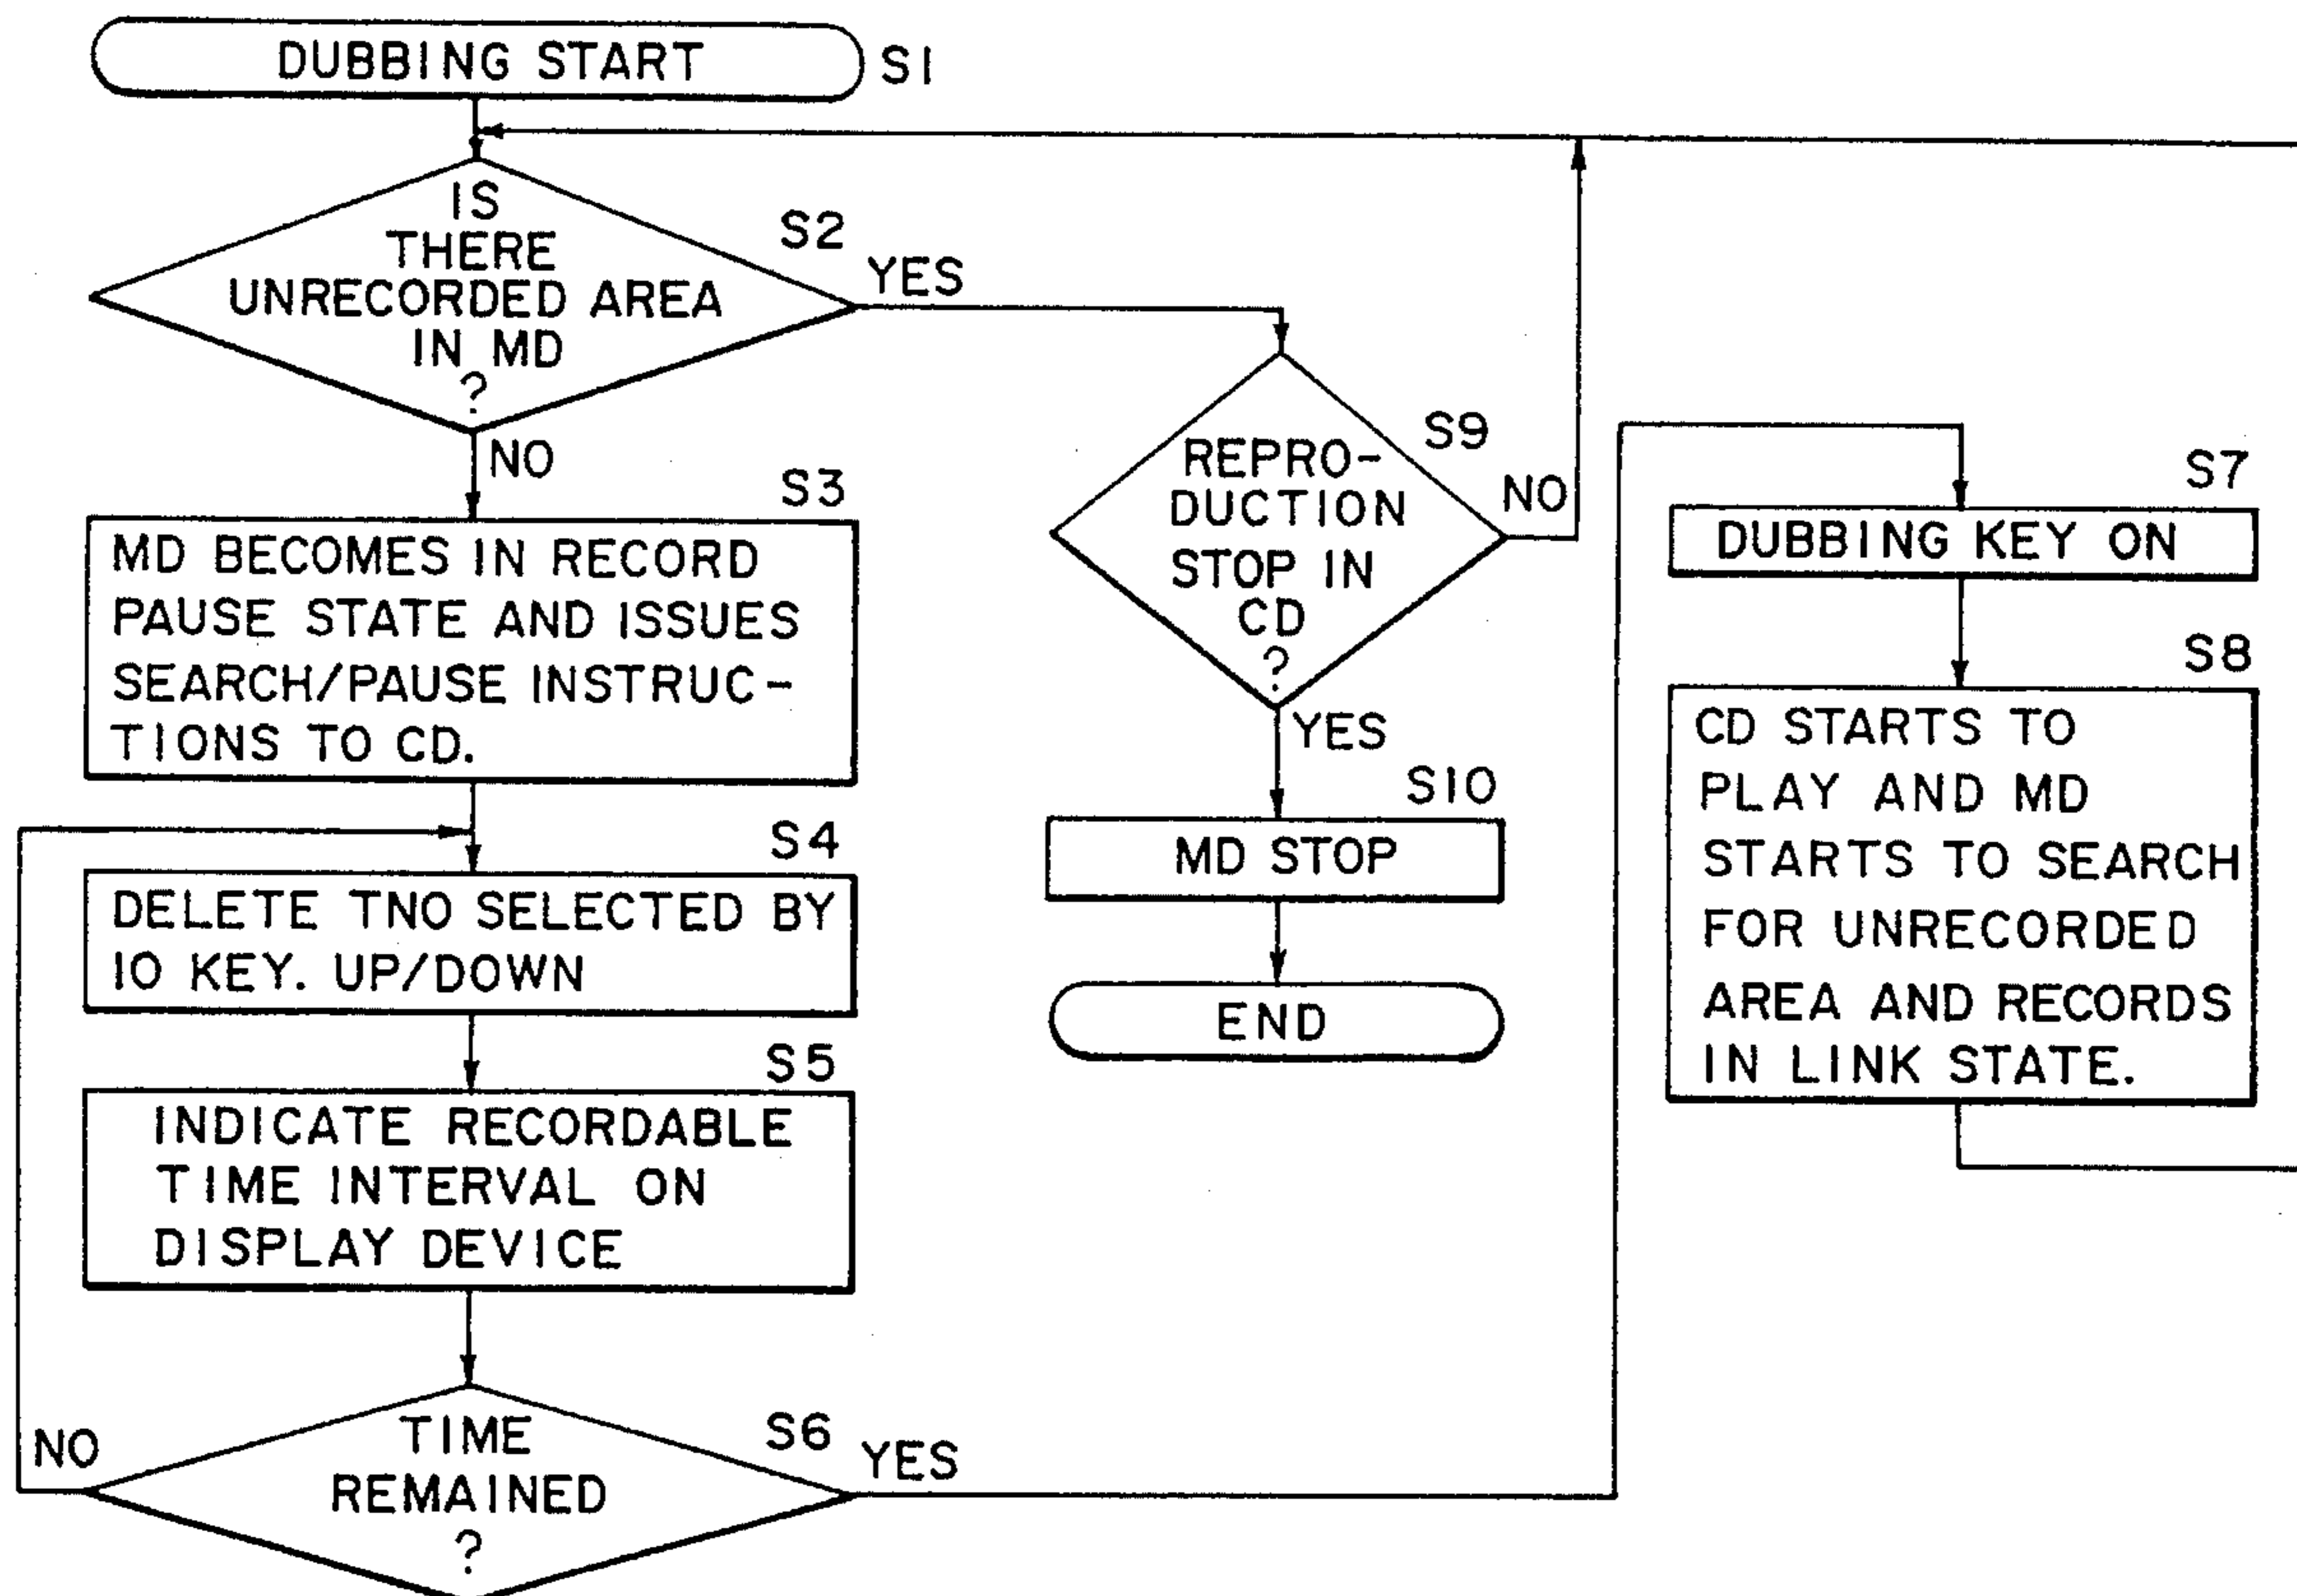 DUBBING START
S1
IS
THERE
UNRECORDED AREA
IN MD
?
S2
YES
NO
S3
MD BECOMES IN RECORD
PAUSE STATE AND ISSUES
SEARCH/PAUSE INSTRUC-
TIONS TO CD.
S4
DELETE TNO SELECTED BY
10 KEY. UP/DOWN
S5
INDICATE RECORDABLE
TIME INTERVAL ON
DISPLAY DEVICE
S6
TIME
REMAINED
?
NO
YES
S9
REPRO-
DUCTION
STOP IN
CD
?
NO
YES
S10
MD STOP
END
S7
DUBBING KEY ON
S8
CD STARTS TO
PLAY AND MD
STARTS TO SEARCH
FOR UNRECORDED
AREA AND RECORDS
IN LINK STATE.